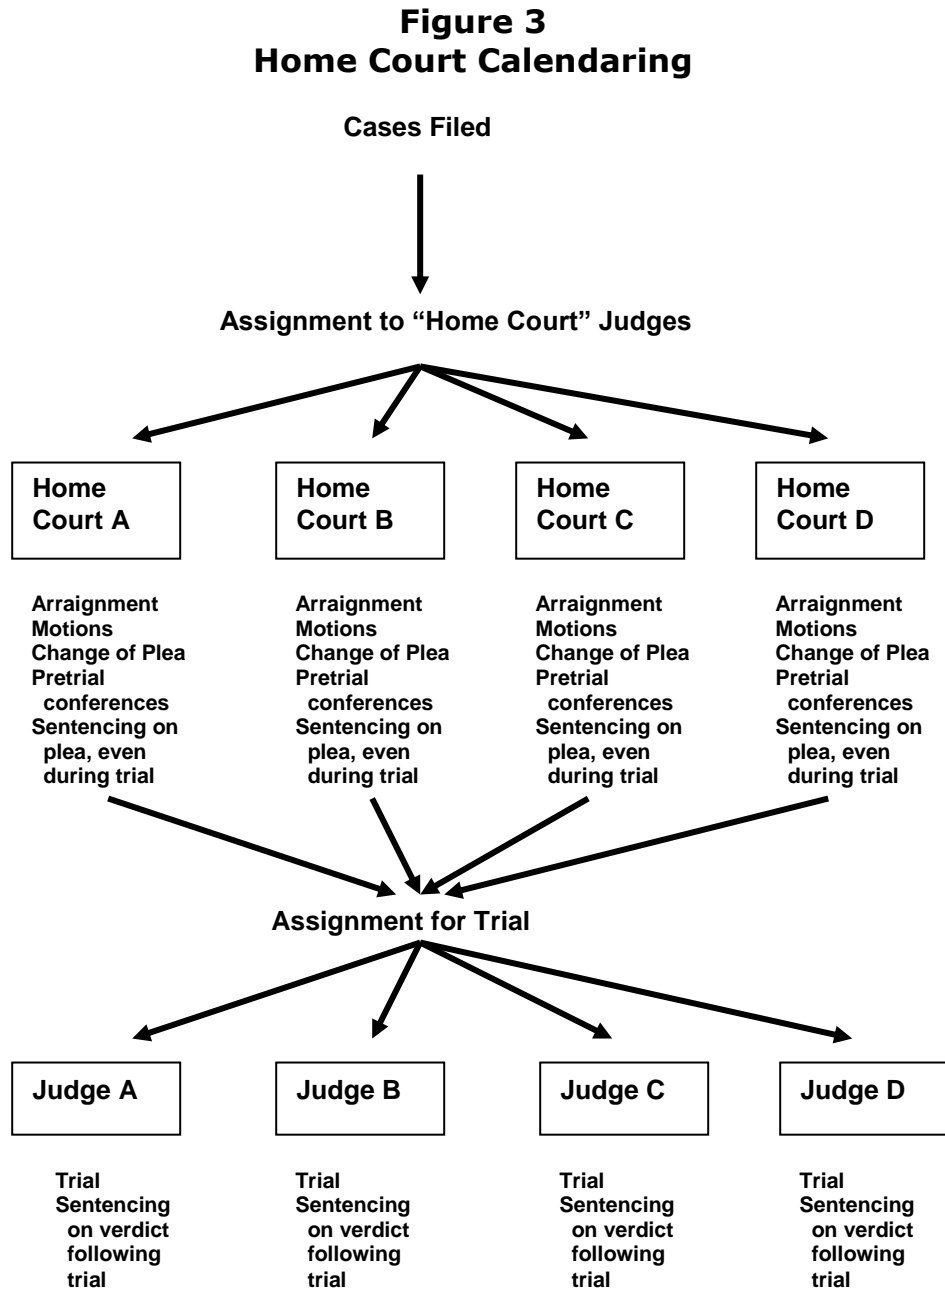 Figure 3
Home Court Calendaring
Cases Filed
Assignment to “Home Court” Judges
Home
Court A
Home
Court B
Home
Court C
Home
Court D
Arraignment
Motions
Change of Plea
Pretrial
conferences
Sentencing on
plea, even
during trial
Arraignment
Motions
Change of Plea
Pretrial
conferences
Sentencing on
plea, even
during trial
Arraignment
Motions
Change of Plea
Pretrial
conferences
Sentencing on
plea, even
during trial
Arraignment
Motions
Change of Plea
Pretrial
conferences
Sentencing on
plea, even
during trial
Assignment for Trial
Judge A
Judge B
Judge C
Judge D
Trial
Sentencing
on verdict
following
trial
Trial
Sentencing
on verdict
following
trial
Trial
Sentencing
on verdict
following
trial
Trial
Sentencing
on verdict
following
trial